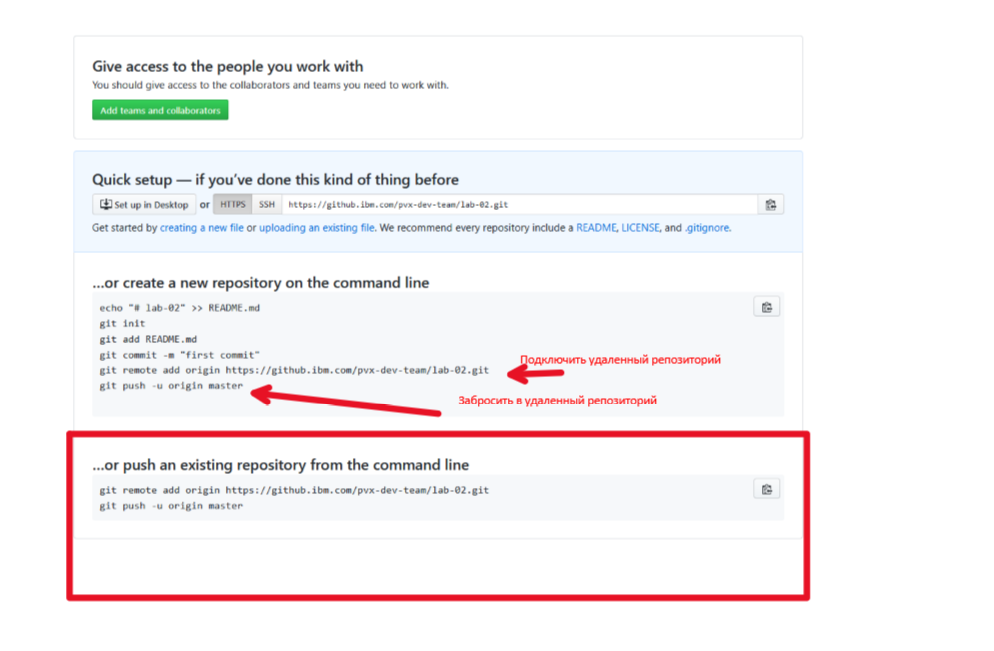 Give access to the people you work with
You should give access to the collaborators and teams you need to work with.
Add teams and collaborators
Quick setup — if you've done this kind of thing before
Set up in Desktop or HTTPS SSH https://github.ibm.com/pvx-dev-team/lab-02.git
Get started by creating a new file or uploading an existing file. We recommend every repository include a README, LICENSE, and .gitignore.
...or create a new repository on the command line
echo "# lab-02" >> README.md
git init
git add README.md
git commit -m "first commit"
Подключить удаленный репозиторий
git remote add origin https://github.ibm.com/pvx-dev-team/lab-02.git
git push -u origin master
Забросить в удаленный репозиторий
...or push an existing repository from the command line
git remote add origin https://github.ibm.com/pvx-dev-team/lab-02.git
git push -u origin master